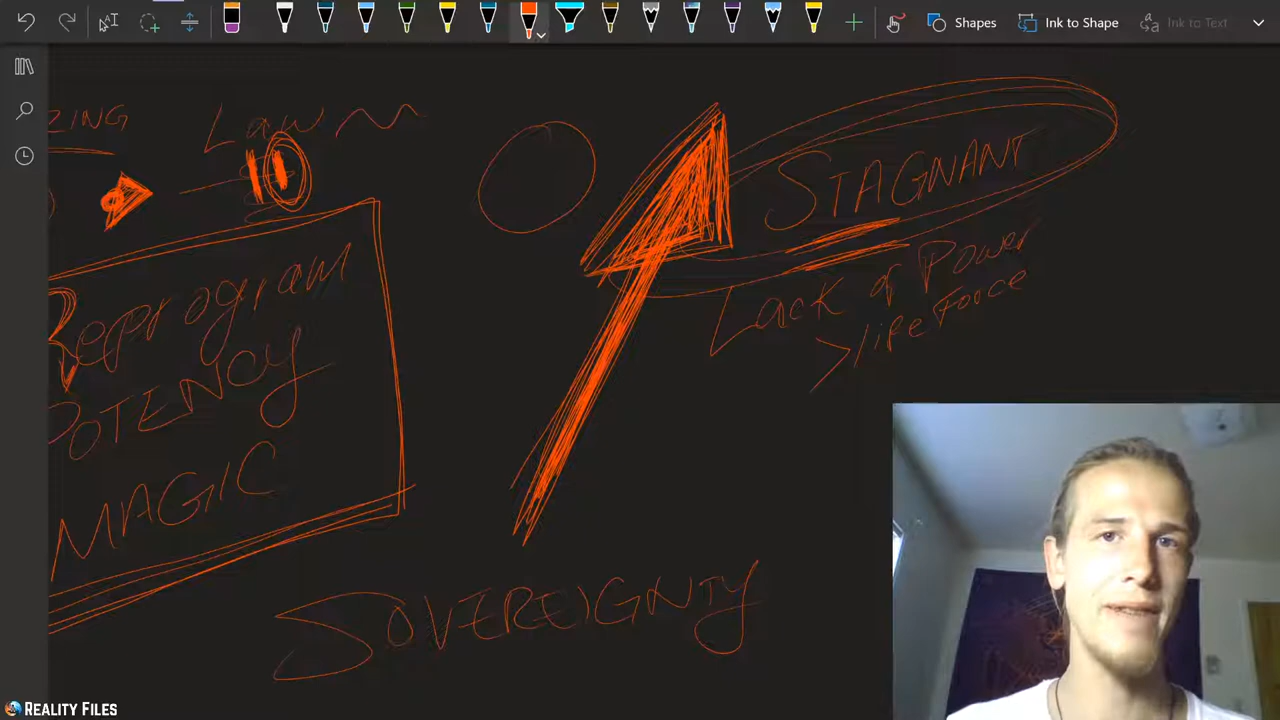 Shapes
Ink to Shape
Ink to Text
ZING
Law
STAGNANT
Lack of Power
>life Force
Reprogram
POTENCY
MAGIC
SOVEREIGNTY
REALITY FILES